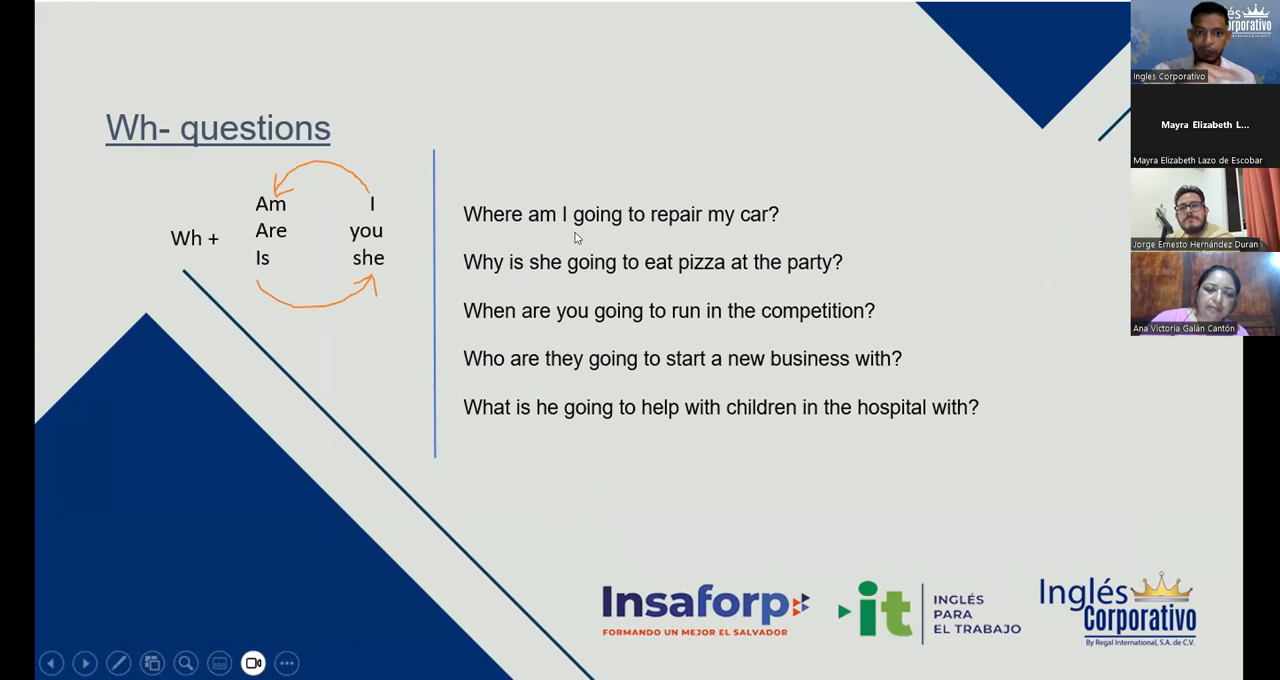 Wh- questions
Wh +
Am I
Are you
Is she
Where am I going to repair my car?
Why is she going to eat pizza at the party?
When are you going to run in the competition?
Who are they going to start a new business with?
What is he going to help with children in the hospital with?
Insaforp
FORMANDO UN MEJOR EL SALVADOR
it
INGLÉS
PARA
EL TRABAJO
Inglés
Corporativo
By Regal International, S.A. de C.V.
és
orporativo
Ingles Corporativo
Mayra Elizabeth L...
Mayra Elizabeth Lazo de Escobar
Jorge Ernesto Hernández Duran
Ana Victoria Galán Cantón